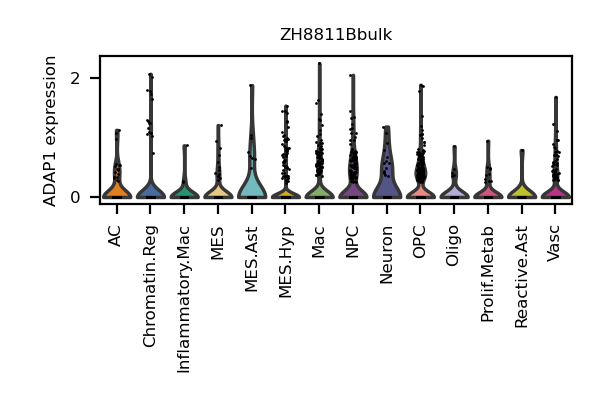 ZH8811Bbulk
ADAP1 expression
2
0
AC
Chromatin.Reg
Inflammatory.Mac
MES
MES.Ast
MES.Hyp
Mac
NPC
Neuron
OPC
Oligo
Prolif.Metab
Reactive.Ast
Vasc